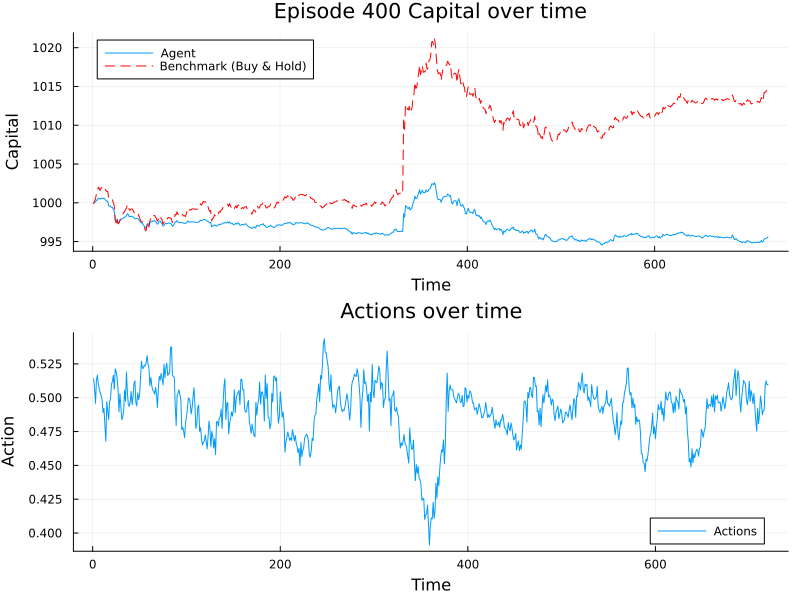 Episode 400 Capital over time
Agent
Benchmark (Buy & Hold)
Capital
1020
1015
1010
1005
1000
995
0 200 400 600
Time
Actions over time
Action
0.525
0.500
0.475
0.450
0.425
0.400
Actions
0 200 400 600
Time